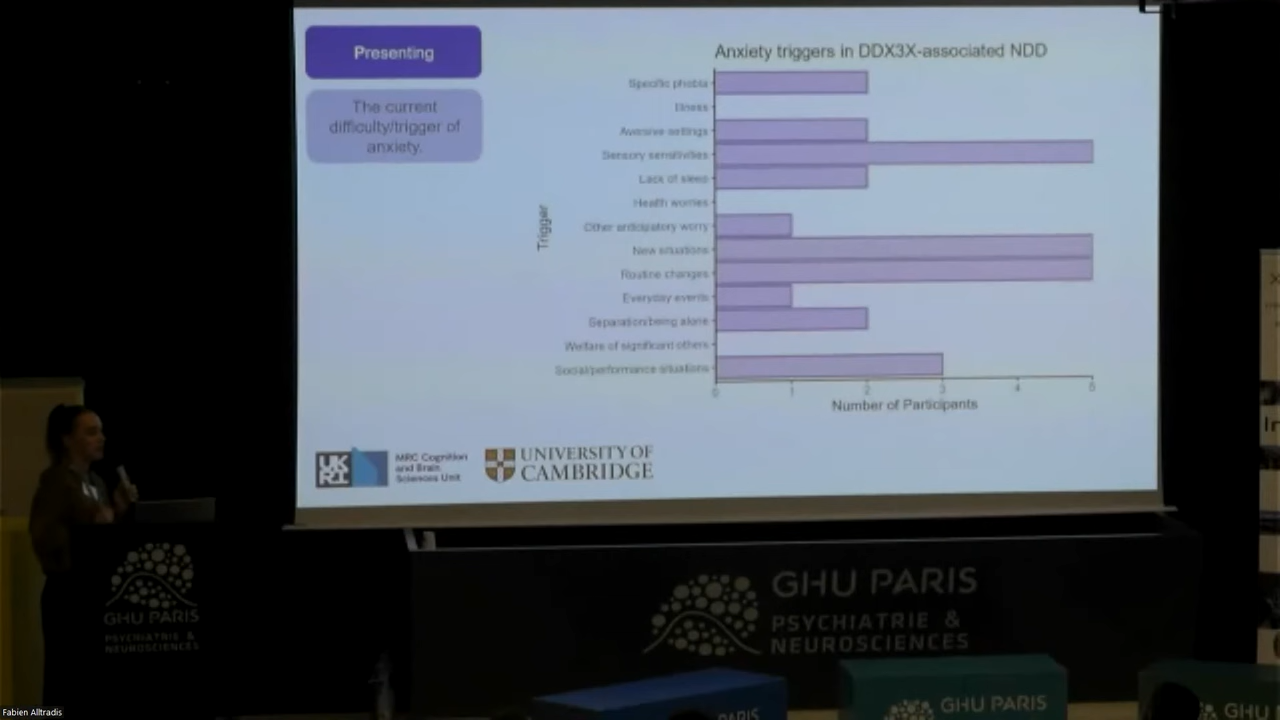 Presenting
The current
difficulty/trigger of
anxiety.
Anxiety triggers in DDX3X-associated NDD
Trigger
Specific phobia
Illness
Aversive settings
Sensory sensitivities
Lack of sleep
Health worries
Other anticipatory worry
New situations
Routine changes
Everyday events
Separation/being alone
Welfare of significant others
Social/performance situations
0 1 2 3 4 5
Number of Participants
UK
RI
MRC Cognition
and Brain
Sciences Unit
UNIVERSITY OF
CAMBRIDGE
GHU PARIS
PSYCHIATRIE &
NEUROSCIENCES
GHU PARIS
PSYCHIATRIE &
NEUROSCIENCES
PARIS
GHU PARIS
GHU
Fabien Alltradis